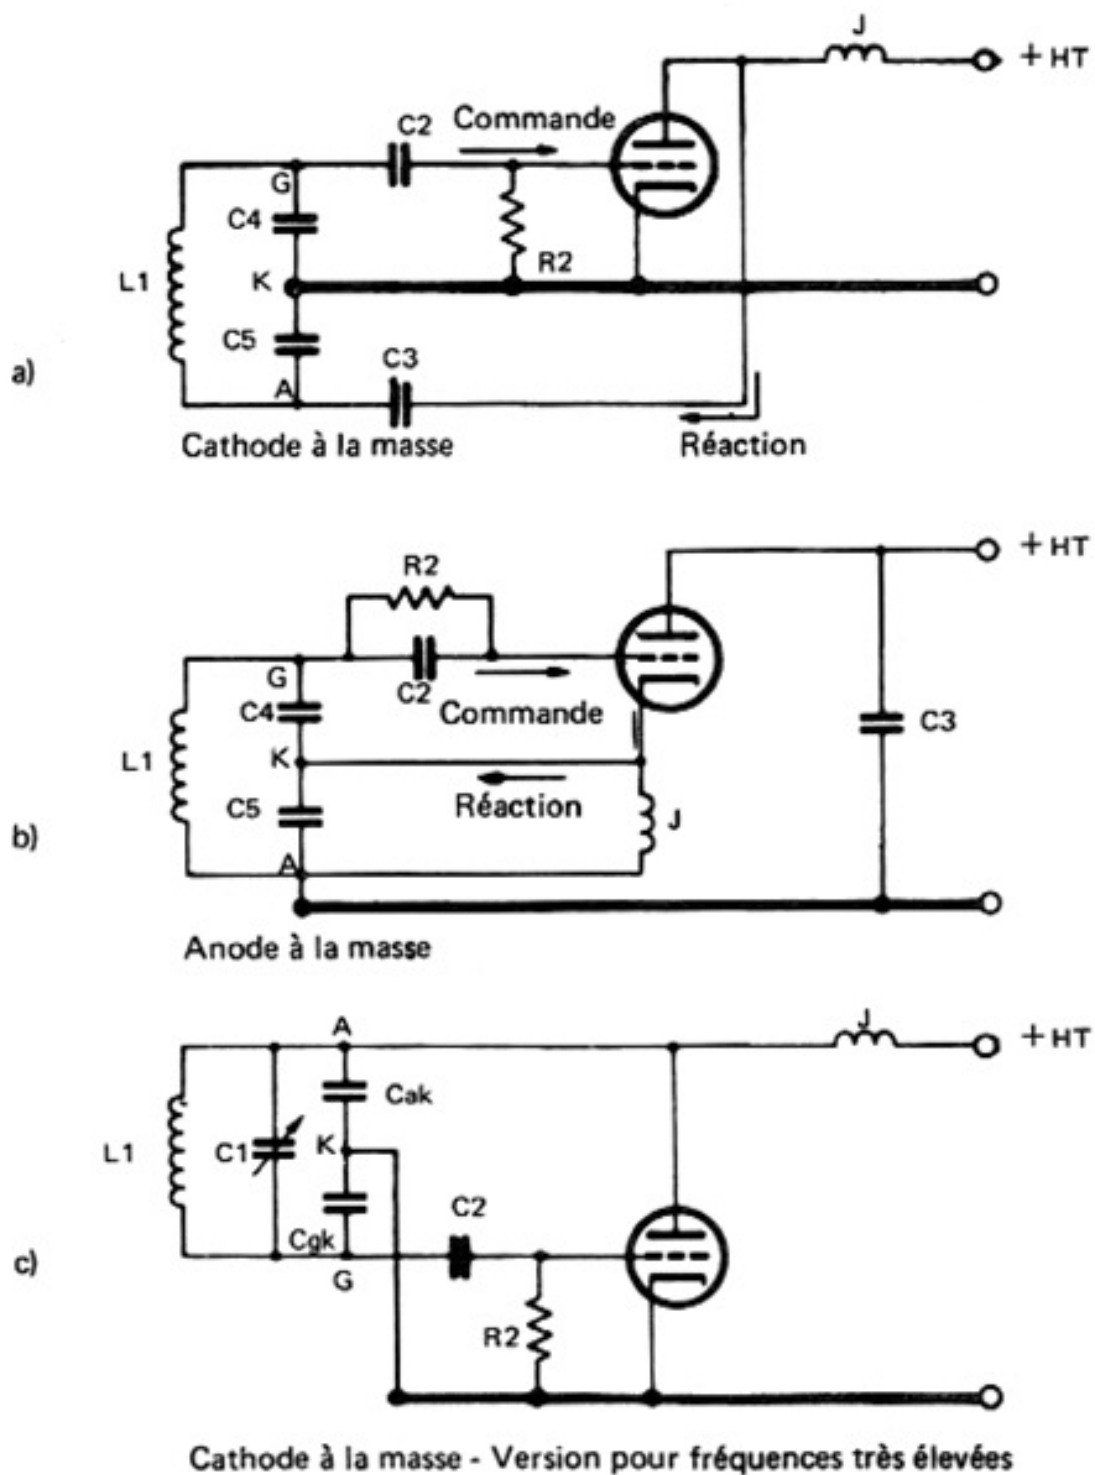 J
+ HT
C2
Commande
G
C4
R2
L1
K
C5
C3
a)
A
Cathode à la masse
Réaction
+ HT
R2
G
C2
C4
Commande
C3
L1
K
C5
Réaction
J
b)
A
Anode à la masse
J
A
+ HT
Cak
L1
C1
K
C2
Cgk
c)
G
R2
Cathode à la masse - Version pour fréquences très élevées